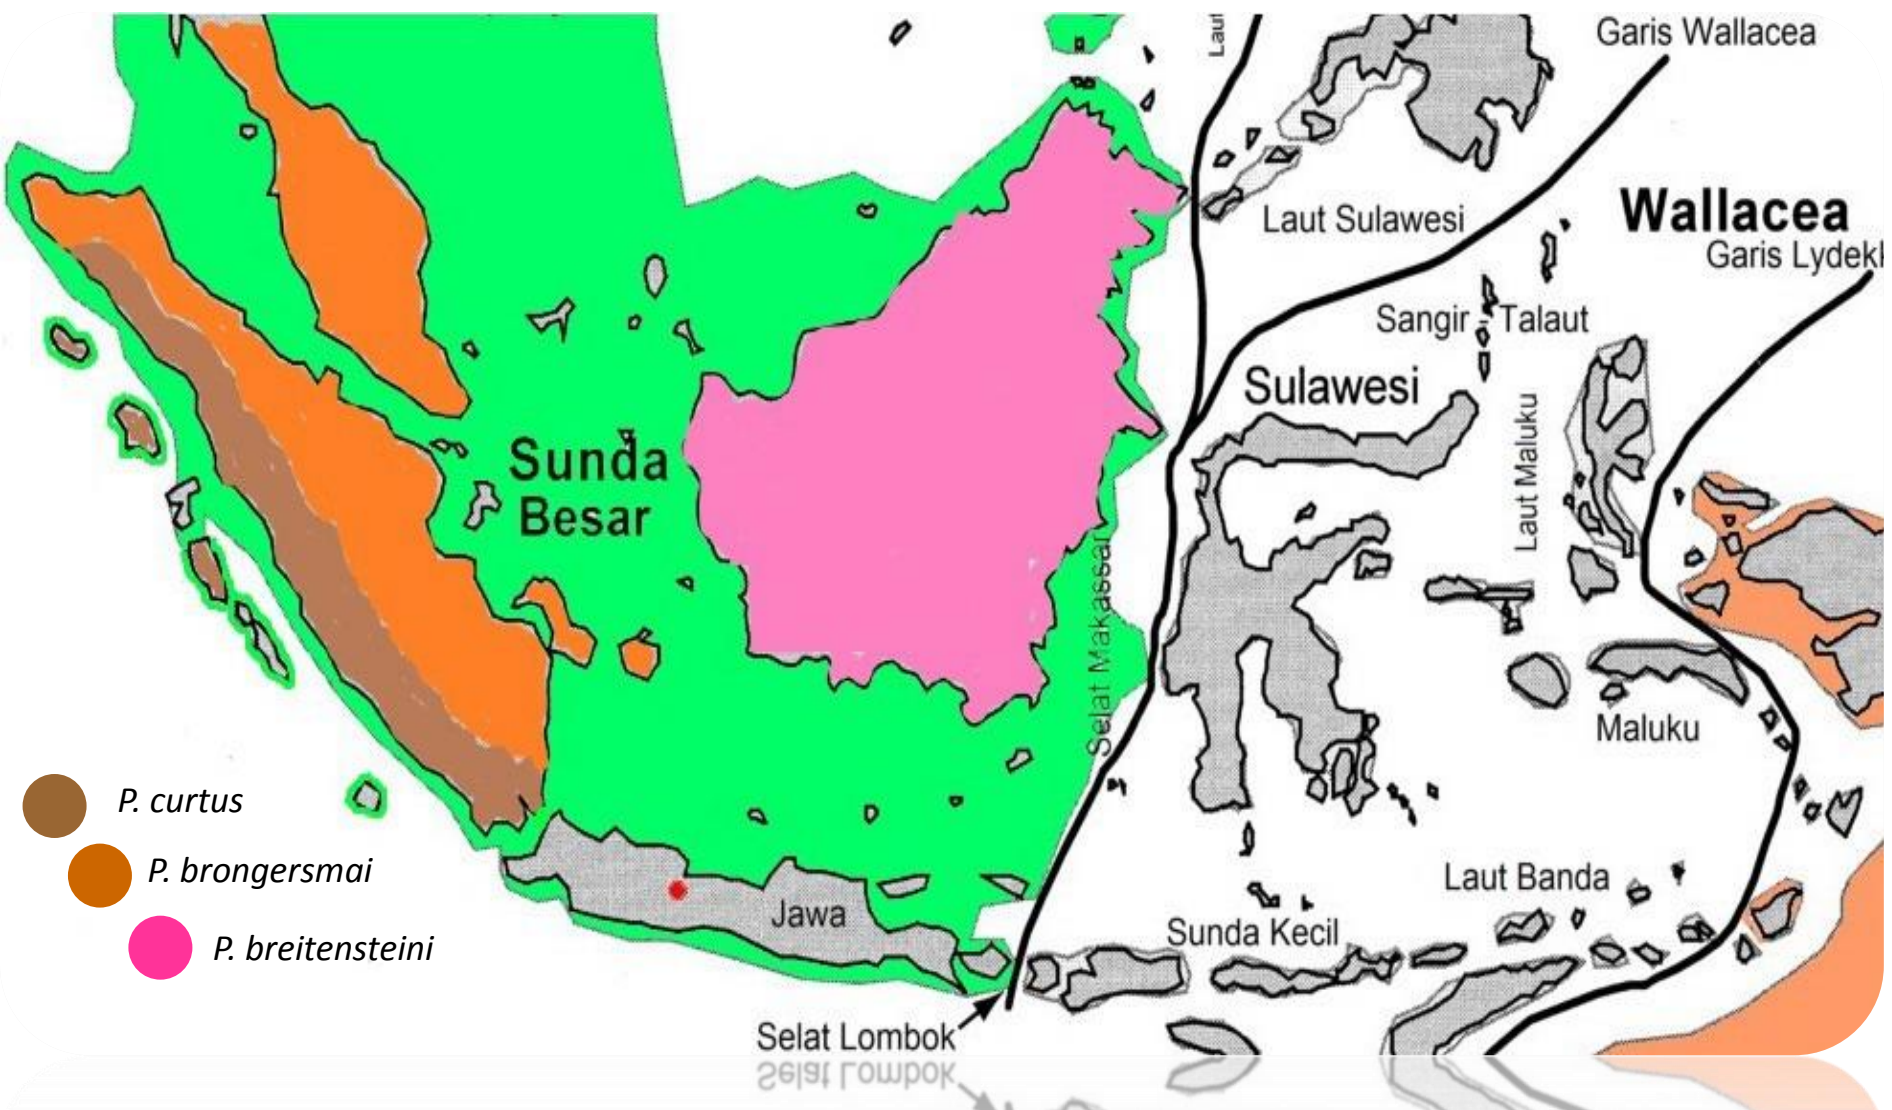 Laut
Garis Wallacea
Wallacea
Laut Sulawesi
Garis Lydekk
Sangir - Talaut
Sulawesi
Laut Maluku
Sunda
Besar
Selat Makassar
Maluku
P. curtus
P. brongersmai
Laut Banda
Jawa
Sunda Kecil
P. breitensteini
Selat Lombok